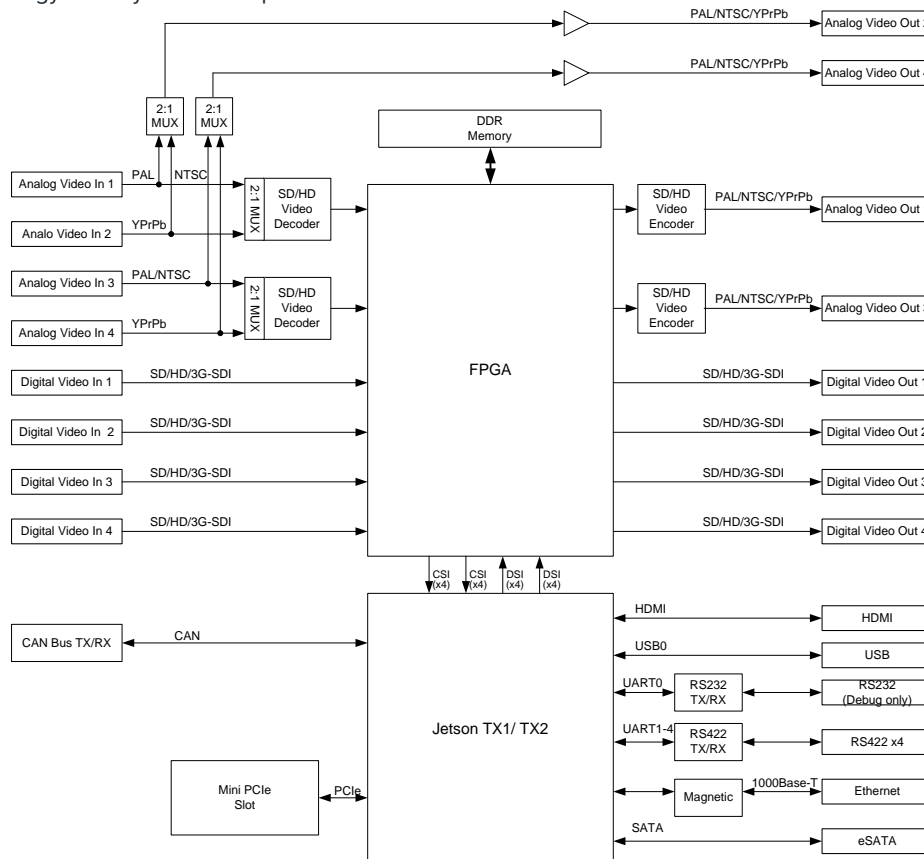 PAL/NTSC/YPrPb
Analog Video Out
PAL/NTSC/YPrPb
Analog Video Out 4
2:1
MUX
2:1
MUX
DDR
Memory
Analog Video In 1
PAL
NTSC
2:1 MUX
SD/HD
Video
Decoder
SD/HD
Video
Encoder
PAL/NTSC/YPrPb
Analog Video Out
Analo Video In 2
YPrPb
Analog Video In 3
PAL/NTSC
2:1 MUX
SD/HD
Video
Decoder
SD/HD
Video
Encoder
PAL/NTSC/YPrPb
Analog Video Out 3
Analog Video In 4
YPrPb
FPGA
Digital Video In 1
SD/HD/3G-SDI
SD/HD/3G-SDI
Digital Video Out 1
Digital Video In 2
SD/HD/3G-SDI
SD/HD/3G-SDI
Digital Video Out 2
Digital Video In 3
SD/HD/3G-SDI
SD/HD/3G-SDI
Digital Video Out 3
Digital Video In 4
SD/HD/3G-SDI
SD/HD/3G-SDI
Digital Video Out 4
CSI
(x4)
CSI
(x4)
DSI
(x4)
DSI
(x4)
HDMI
HDMI
CAN Bus TX/RX
CAN
USB0
USB
UART0
RS232
TX/RX
RS232
(Debug only)
Jetson TX1/ TX2
UART1-4
RS422
TX/RX
RS422 x4
Mini PCIe
Slot
PCIe
Magnetic
1000Base-T
Ethernet
SATA
eSATA